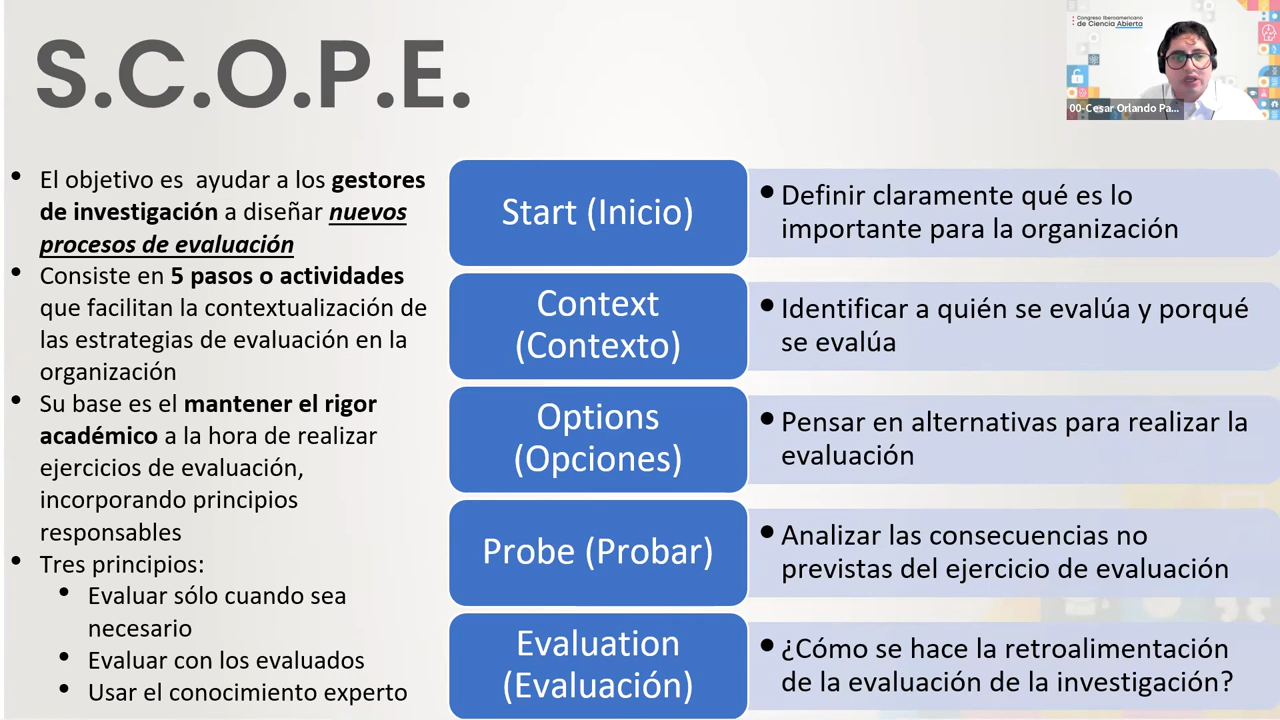 S.C.O.P.E.
Congreso Iberoamericano
de Ciencia Abierta
00-Cesar Orlando Pa...
• El objetivo es ayudar a los gestores
de investigación a diseñar nuevos
procesos de evaluación
• Consiste en 5 pasos o actividades
que facilitan la contextualización de
las estrategias de evaluación en la
organización
• Su base es el mantener el rigor
académico a la hora de realizar
ejercicios de evaluación,
incorporando principios
responsables
• Tres principios:
• Evaluar sólo cuando sea
necesario
• Evaluar con los evaluados
• Usar el conocimiento experto
Start (Inicio)
• Definir claramente qué es lo
importante para la organización
Context
(Contexto)
• Identificar a quién se evalúa y porqué
se evalúa
Options
(Opciones)
• Pensar en alternativas para realizar la
evaluación
Probe (Probar)
• Analizar las consecuencias no
previstas del ejercicio de evaluación
Evaluation
(Evaluación)
• ¿Cómo se hace la retroalimentación
de la evaluación de la investigación?